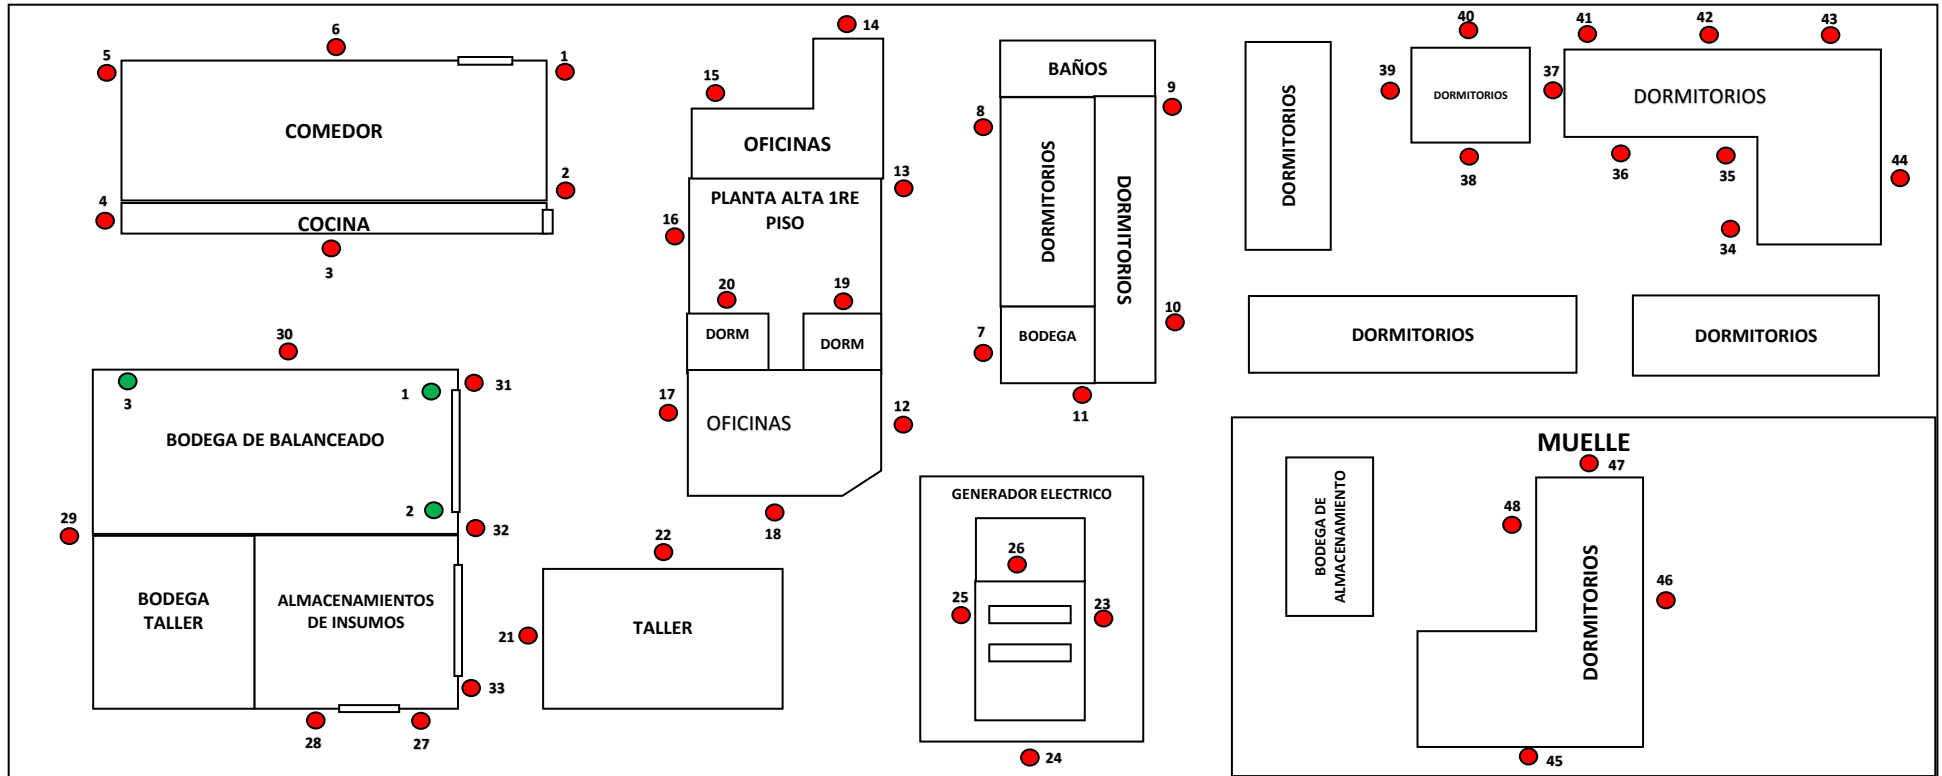 5
6
1
COMEDOR
4
2
COCINA
3
14
15
OFICINAS
13
PLANTA ALTA 1RE
PISO
16
20
19
DORM
DORM
17
OFICINAS
12
18
BAÑOS
8
9
DORMITORIOS
DORMITORIOS
7
BODEGA
10
11
DORMITORIOS
40
39
DORMITORIOS
38
41
42
43
37
DORMITORIOS
36
35
34
44
DORMITORIOS
DORMITORIOS
30
3
1
31
BODEGA DE BALANCEADO
2
32
29
BODEGA
TALLER
ALMACENAMIENTOS
DE INSUMOS
33
28
27
22
21
TALLER
GENERADOR ELECTRICO
26
25
23
24
MUELLE
BODEGA DE
ALMACENAMIENTO
47
48
DORMITORIOS
46
45